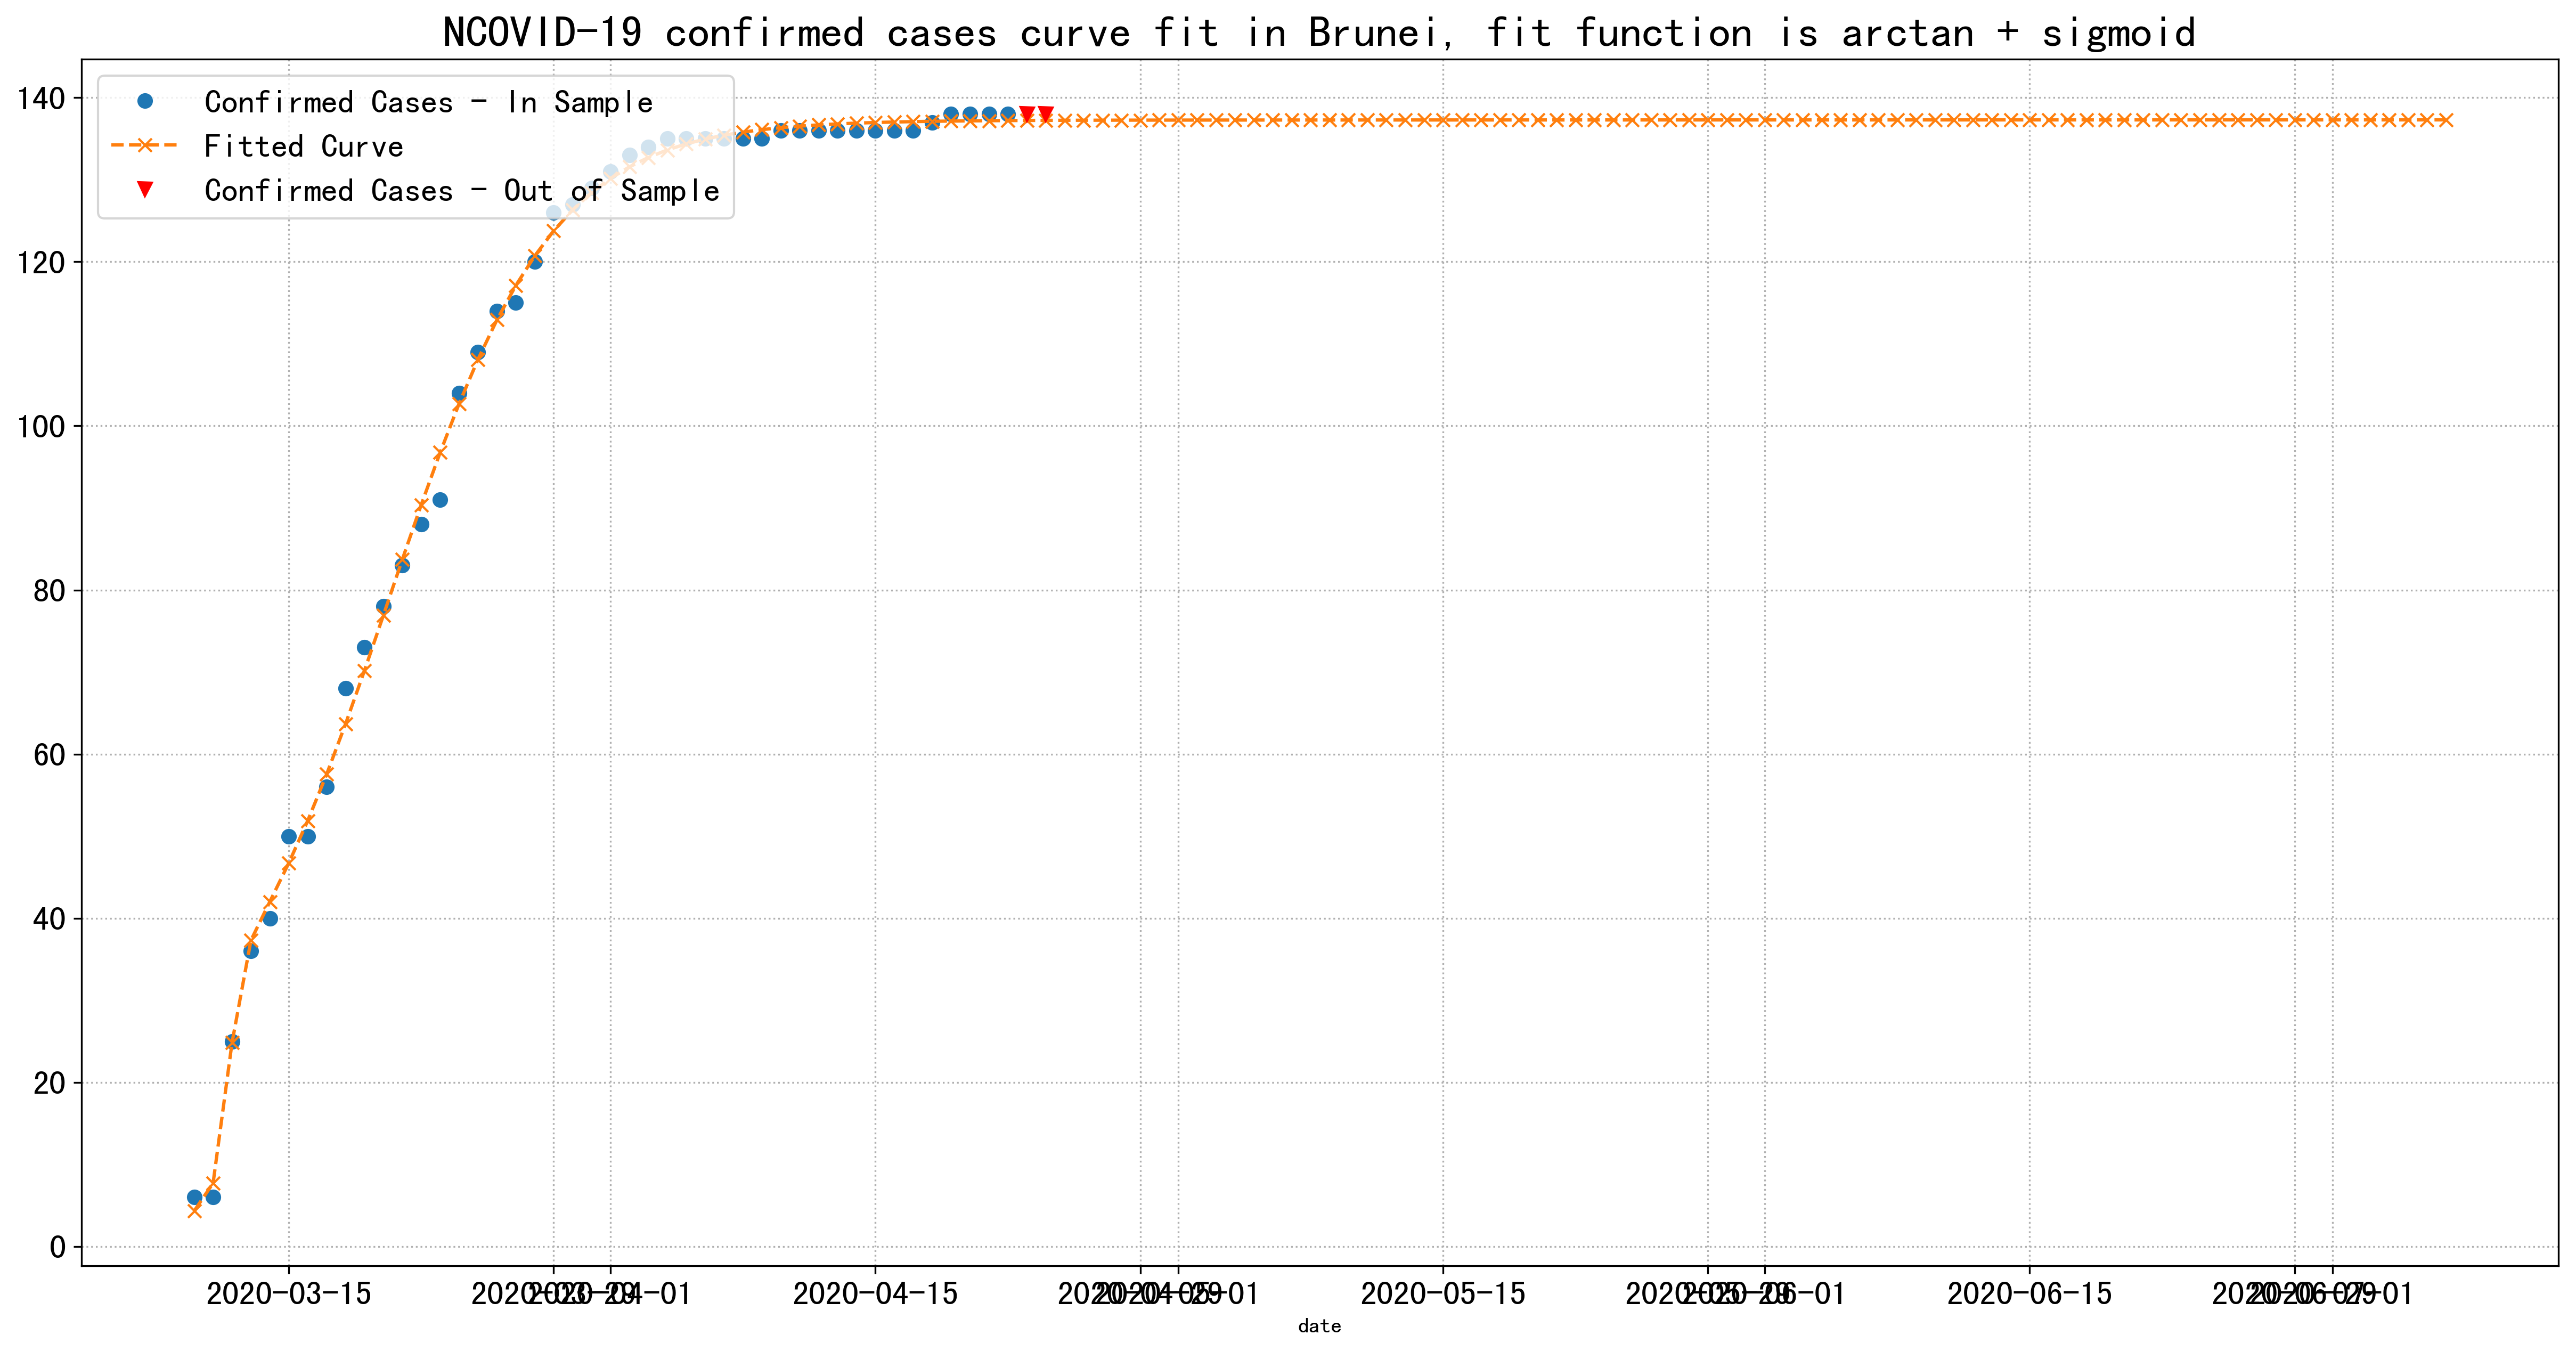 NCOVID-19 confirmed cases curve fit in Brunei, fit function is arctan + sigmoid
Confirmed Cases - In Sample
Fitted Curve
Confirmed Cases - Out of Sample
140
120
100
80
60
40
20
0
2020-03-15 2020-03-29 2020-04-01 2020-04-15 2020-04-29 2020-05-01 2020-05-15 2020-05-29 2020-06-01 2020-06-15 2020-06-29 2020-07-01
date